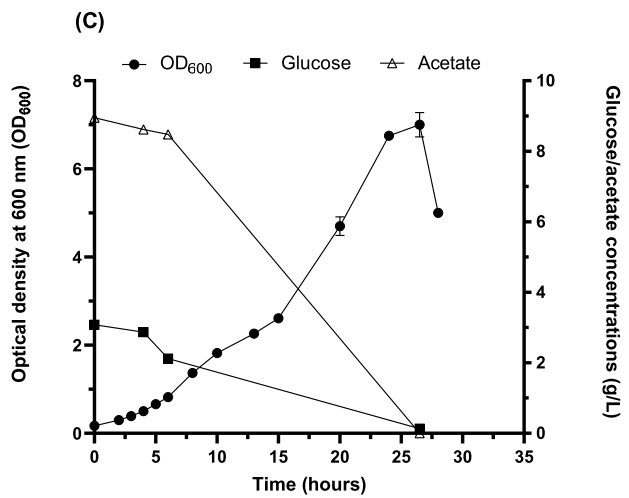 (C)
OD600 Glucose Acetate
Optical density at 600 nm (OD600)
8
6
4
2
0
10
8
6
4
2
0
Glucose/acetate concentrations (g/L)
0 5 10 15 20 25 30 35
Time (hours)